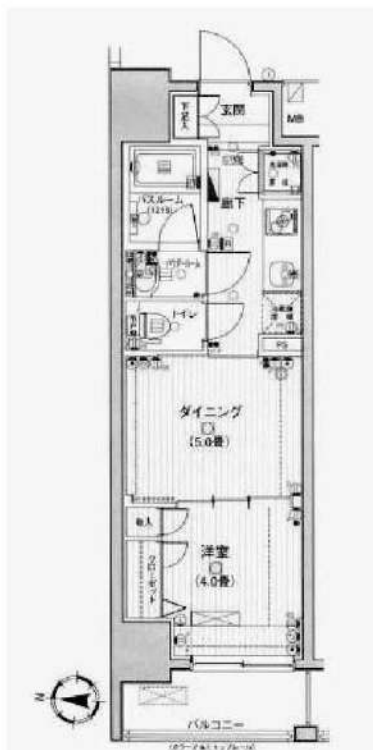 玄関
下足入
MB
廊下
バスルーム
(1216)
パウダールーム
トイレ
PS
ダイニング
(5.0畳)
物入
洋室
(4.0畳)
クローゼット
N
バルコニー